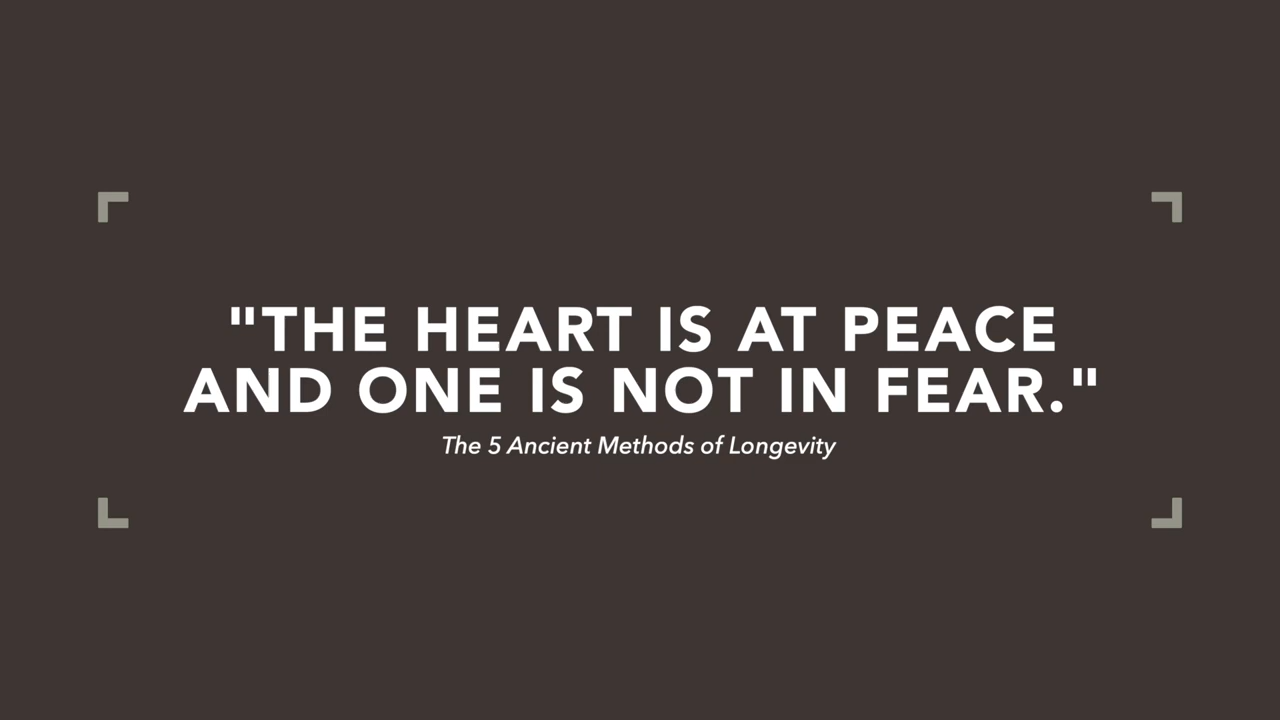 "THE HEART IS AT PEACE
AND ONE IS NOT IN FEAR."
The 5 Ancient Methods of Longevity